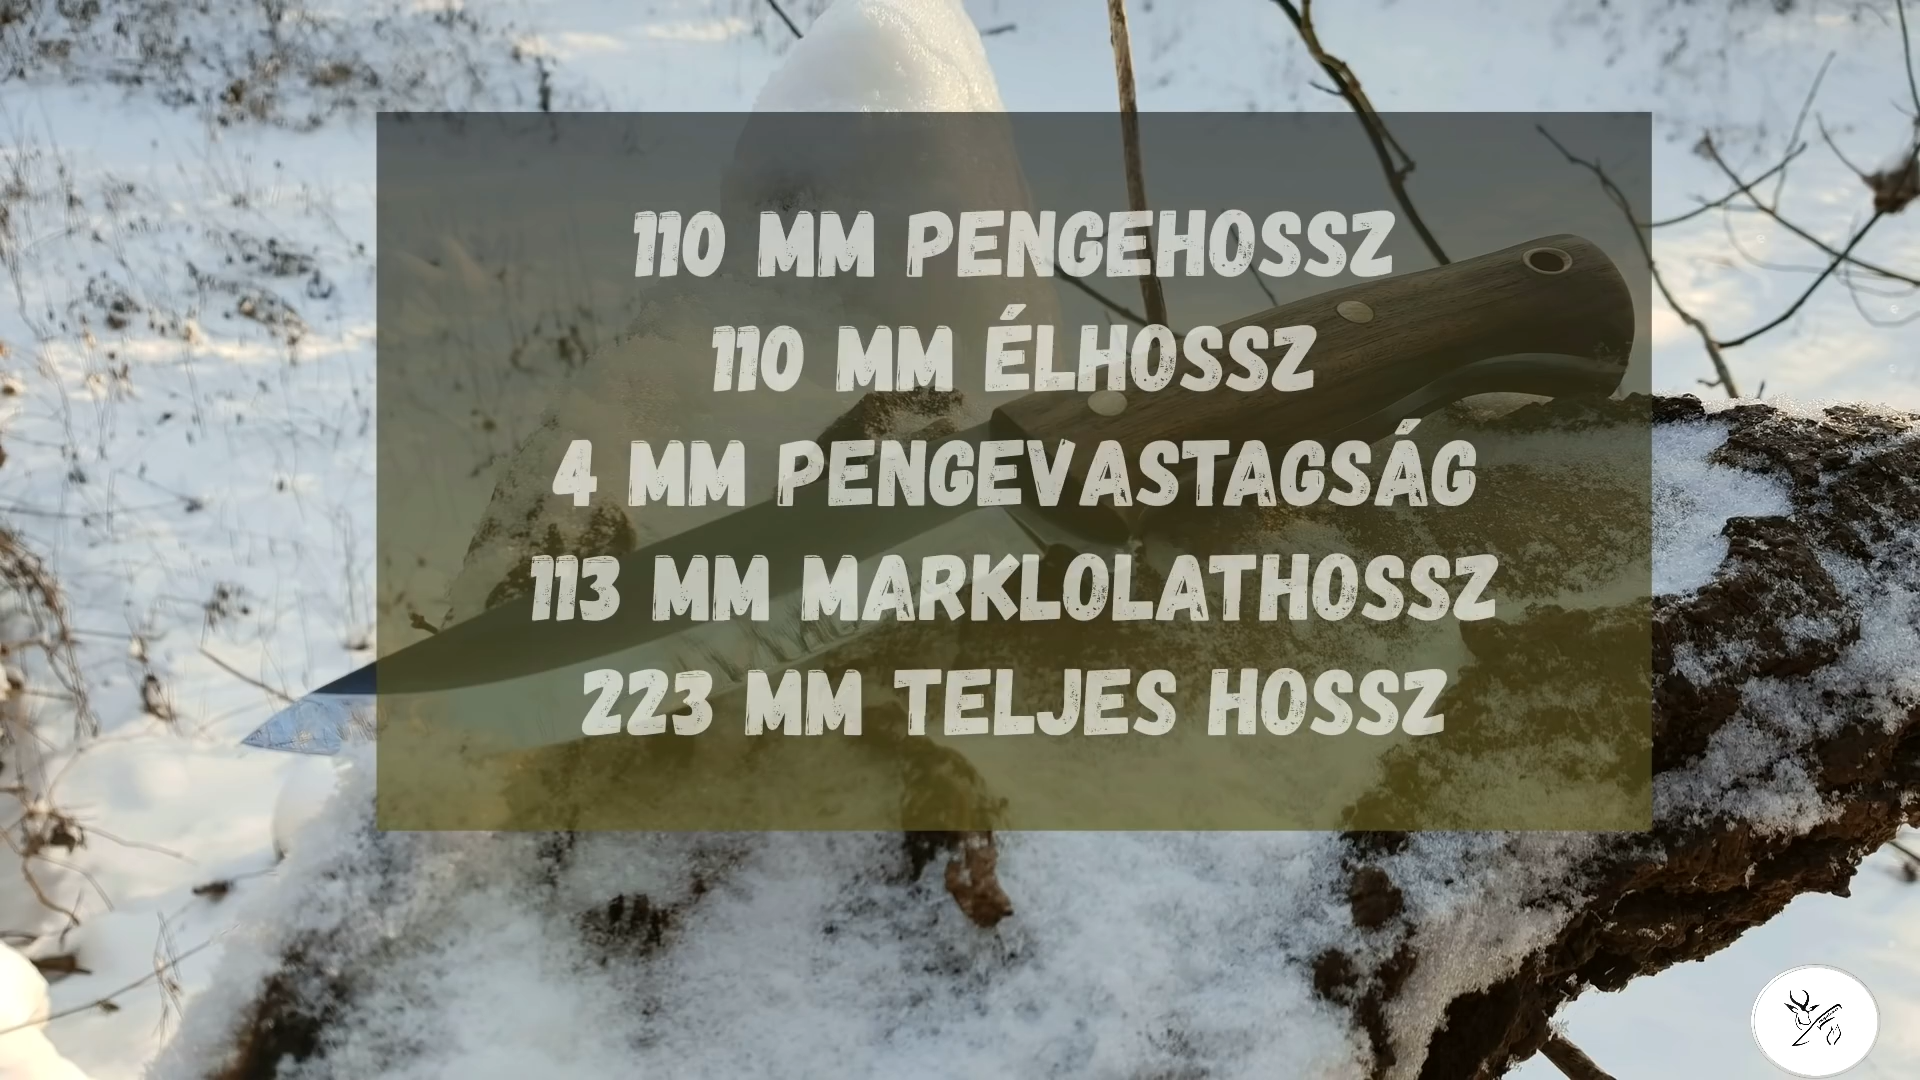 110 MM PENGEHOSSZ
110 MM ÉLHOSSZ
4 MM PENGEVASTAGSÁG
113 MM MARKLOLATHOSSZ
223 MM TELJES HOSSZ